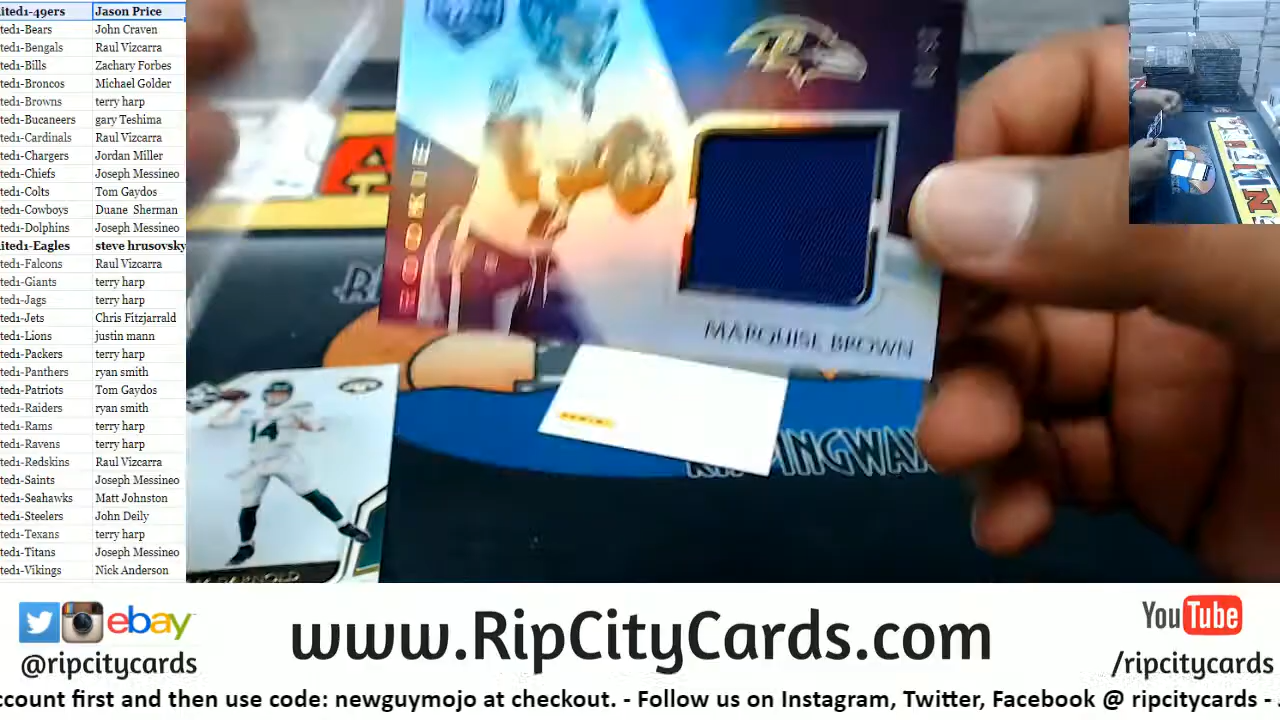 ited1-49ers Jason Price
ted1-Bears John Craven
ted1-Bengals Raul Vizcarra
ted1-Bills Zachary Forbes
ted1-Broncos Michael Golder
ted1-Browns terry harp
ted1-Bucaneers gary Teshima
ted1-Cardinals Raul Vizcarra
ted1-Chargers Jordan Miller
ted1-Chiefs Joseph Messineo
ted1-Colts Tom Gaydos
ted1-Cowboys Duane Sherman
ted1-Dolphins Joseph Messineo
ited1-Eagles steve hrusovsky
ted1-Falcons Raul Vizcarra
ted1-Giants terry harp
ted1-Jags terry harp
ted1-Jets Chris Fitzjarrald
ted1-Lions justin mann
ted1-Packers terry harp
ted1-Panthers ryan smith
ted1-Patriots Tom Gaydos
ted1-Raiders ryan smith
ted1-Rams terry harp
ted1-Ravens terry harp
ted1-Redskins Raul Vizcarra
ted1-Saints Joseph Messineo
ted1-Seahawks Matt Johnston
ted1-Steelers John Deily
ted1-Texans terry harp
ted1-Titans Joseph Messineo
ted1-Vikings Nick Anderson
ROOKIE
MARQUISE BROWN
PANINI
14
ebay
@ripcitycards
www.RipCityCards.com
YouTube
/ripcitycards
ccount first and then use code: newguymojo at checkout. - Follow us on Instagram, Twitter, Facebook @ ripcitycards -